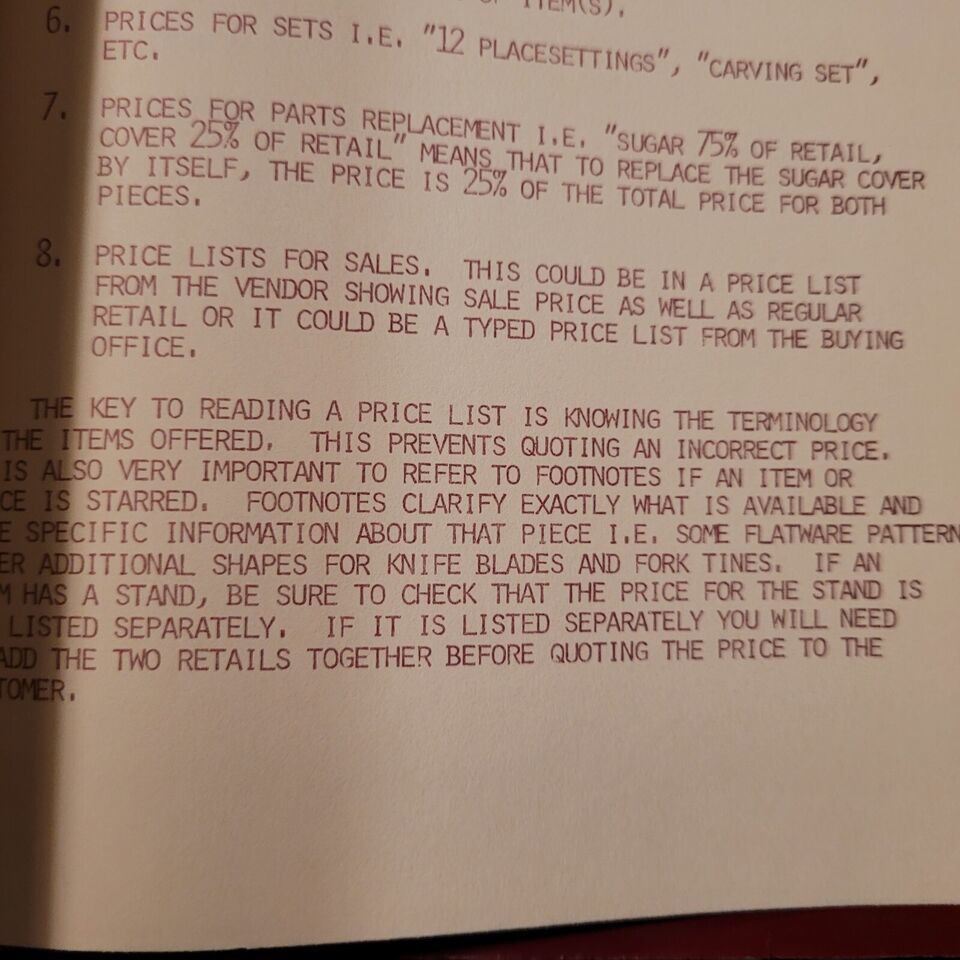 ITEM(S).
6. PRICES FOR SETS I.E. "12 PLACESETTINGS", "CARVING SET",
ETC.
7. PRICES FOR PARTS REPLACEMENT I.E. "SUGAR 75% OF RETAIL,
COVER 25% OF RETAIL" MEANS THAT TO REPLACE THE SUGAR COVER
BY ITSELF, THE PRICE IS 25% OF THE TOTAL PRICE FOR BOTH
PIECES.
8. PRICE LISTS FOR SALES. THIS COULD BE IN A PRICE LIST
FROM THE VENDOR SHOWING SALE PRICE AS WELL AS REGULAR
RETAIL OR IT COULD BE A TYPED PRICE LIST FROM THE BUYING
OFFICE.
THE KEY TO READING A PRICE LIST IS KNOWING THE TERMINOLOGY
THE ITEMS OFFERED. THIS PREVENTS QUOTING AN INCORRECT PRICE.
IS ALSO VERY IMPORTANT TO REFER TO FOOTNOTES IF AN ITEM OR
CE IS STARRED. FOOTNOTES CLARIFY EXACTLY WHAT IS AVAILABLE AND
E SPECIFIC INFORMATION ABOUT THAT PIECE I.E. SOME FLATWARE PATTERN
ER ADDITIONAL SHAPES FOR KNIFE BLADES AND FORK TINES. IF AN
M HAS A STAND, BE SURE TO CHECK THAT THE PRICE FOR THE STAND IS
LISTED SEPARATELY. IF IT IS LISTED SEPARATELY YOU WILL NEED
ADD THE TWO RETAILS TOGETHER BEFORE QUOTING THE PRICE TO THE
TOMER.